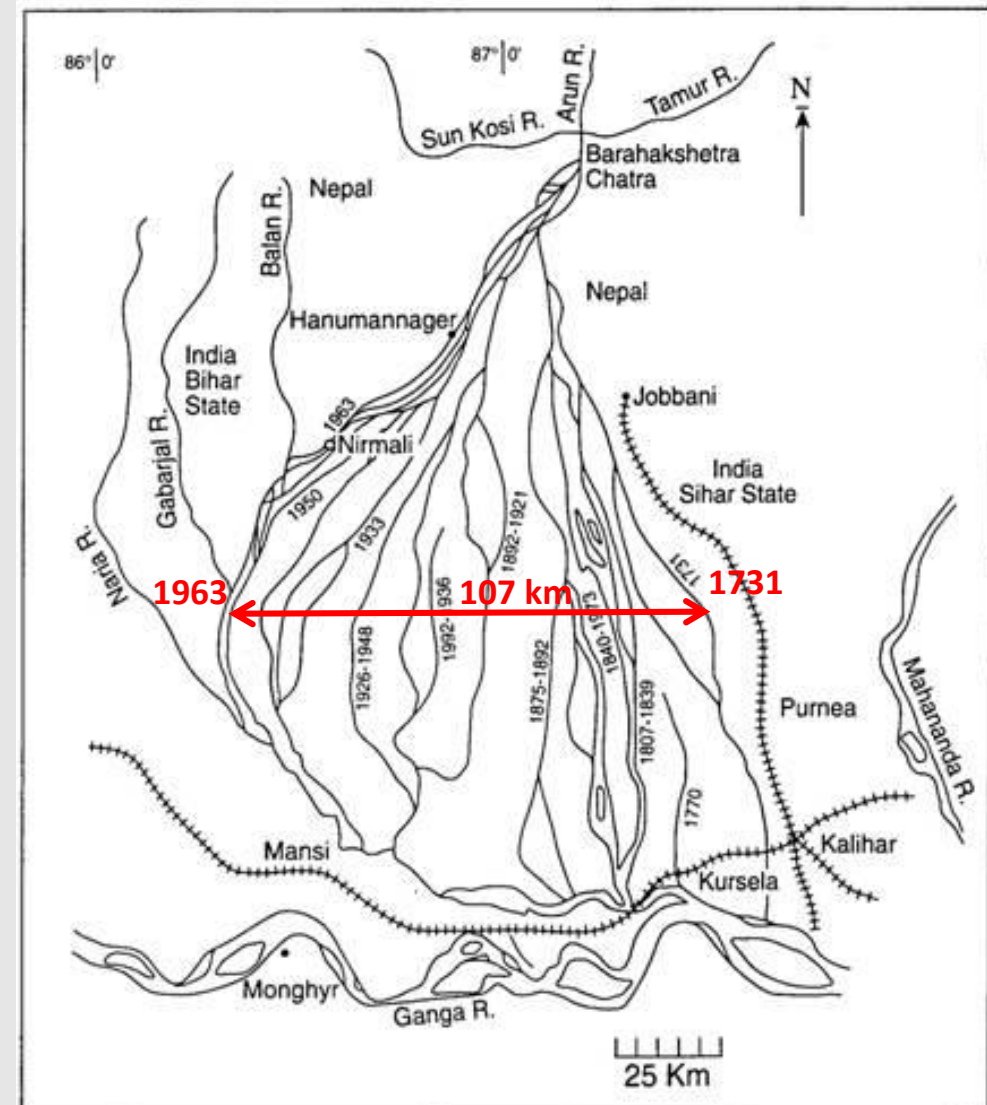 86° 0'
87° 0'
Arun R.
Tamur R.
Sun Kosi R.
N
Barahakshetra
Chatra
Nepal
Balan R.
Nepal
Hanumannager
India
Bihar
State
Gabarjal R.
Jobbani
1963
Nirmali
India
Sihar State
1950
1933
1892-1921
Naria R.
1963
107 km
1731
1731
1992-1936
1926-1948
1875-1892
1840-1973
1807-1839
Mahananda R.
Purnea
1770
Mansi
Kalihar
Kursela
Monghyr
Ganga R.
25 Km